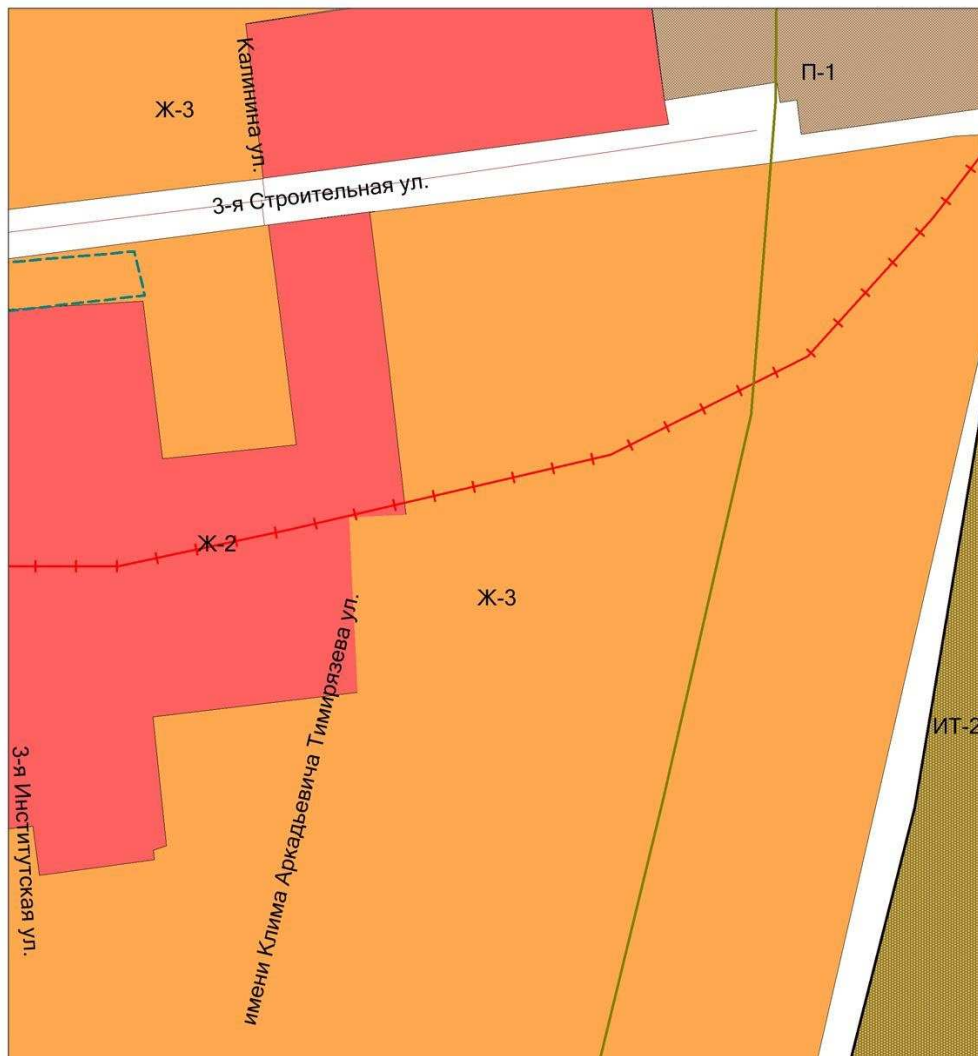 П-1
Ж-3
Калинина ул.
3-я Строительная ул.
Ж-2
Ж-3
имени Клима Аркадьевича Тимирязева ул.
ИТ-2
3-я Институтская ул.